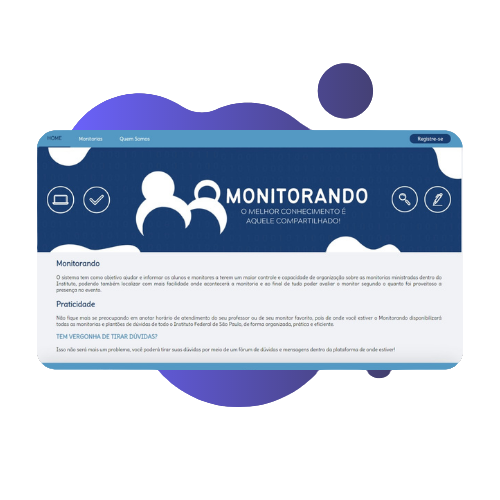 HOME Monitorias Quem Somos Registre-se
MONITORANDO
O MELHOR CONHECIMENTO É
AQUELE COMPARTILHADO!
Monitorando
O sistema tem como objetivo ajudar e informar os alunos e monitores a terem um maior controle e capacidade de organização sobre as monitorias ministradas dentro do
Instituto, podendo também localizar com mais facilidade onde acontecerá a monitoria e ao final de tudo poder avaliar o monitor segundo o quanto foi proveitoso a
presença no evento.
Praticidade
Não fique mais se preocupando em anotar horário de atendimento do seu professor ou de seu monitor favorito, pois de onde você estiver o Monitorando disponibilizará
todas as monitorias e plantões de duvidas de todo o Instituto Federal de São Paulo, de forma organizada, prática e eficiente.
TEM VERGONHA DE TIRAR DÚVIDAS?
Isso não será mais um problema, você poderá tirar suas dúvidas por meio de um fórum de dúvidas e mensagens dentro da plataforma de onde estiver!